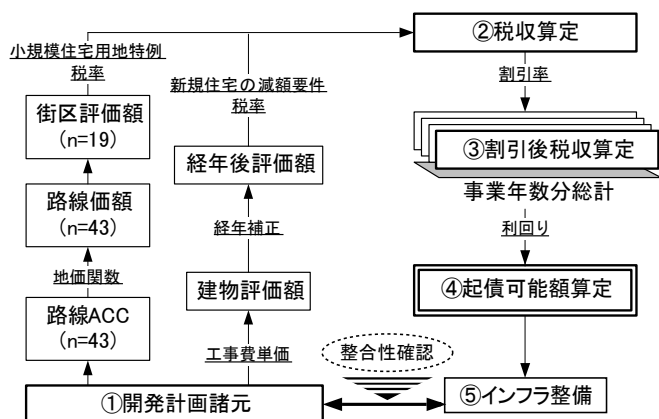 小規模住宅用地特例
税率
街区評価額
(n=19)
路線価額
(n=43)
地価関数
路線ACC
(n=43)
新規住宅の減額要件
税率
経年後評価額
経年補正
建物評価額
工事費単価
①開発計画諸元
②税収算定
割引率
③割引後税収算定
事業年数分総計
利回り
④起債可能額算定
整合性確認
⑤インフラ整備